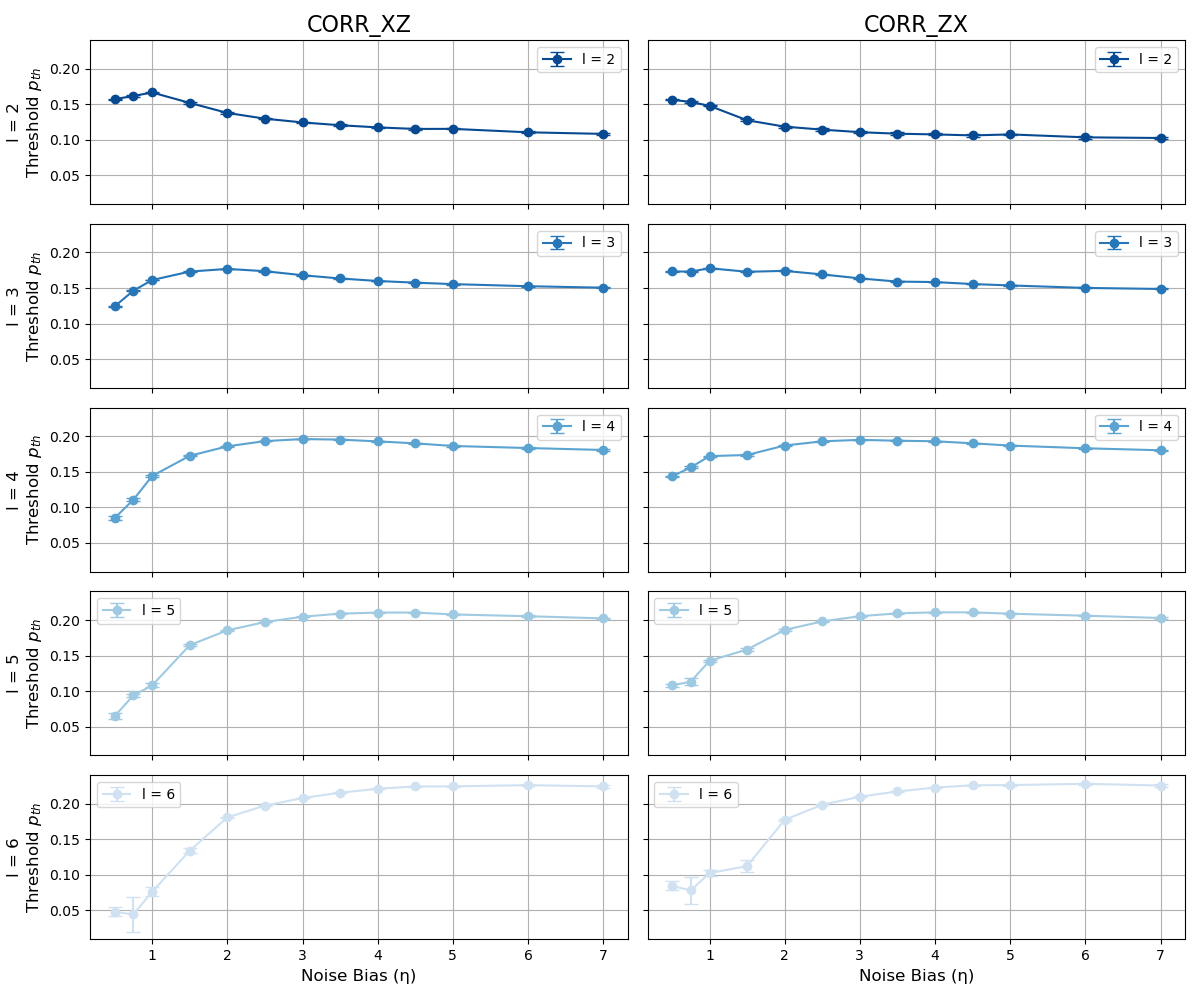 CORR_XZ
CORR_ZX
l = 2
Threshold p_th
0.20
0.15
0.10
0.05
l = 2
l = 2
l = 3
Threshold p_th
0.20
0.15
0.10
0.05
l = 3
l = 3
l = 4
Threshold p_th
0.20
0.15
0.10
0.05
l = 4
l = 4
l = 5
Threshold p_th
0.20
0.15
0.10
0.05
l = 5
l = 5
l = 6
Threshold p_th
0.20
0.15
0.10
0.05
l = 6
l = 6
1 2 3 4 5 6 7
1 2 3 4 5 6 7
Noise Bias (η)
Noise Bias (η)